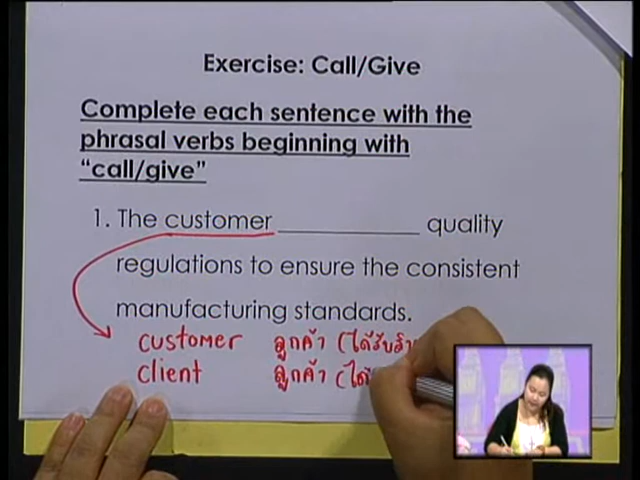 Exercise: Call/Give
Complete each sentence with the
phrasal verbs beginning with
“call/give”
1. The customer ____________ quality
regulations to ensure the consistent
manufacturing standards.
customer ลูกค้า (ได้รับ
client ลูกค้า (ได้